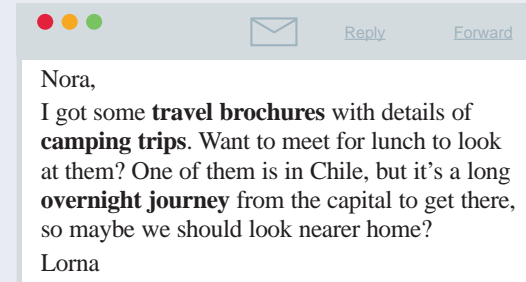 Reply Forward
Nora,
I got some travel brochures with details of
camping trips. Want to meet for lunch to look
at them? One of them is in Chile, but it’s a long
overnight journey from the capital to get there,
so maybe we should look nearer home?
Lorna